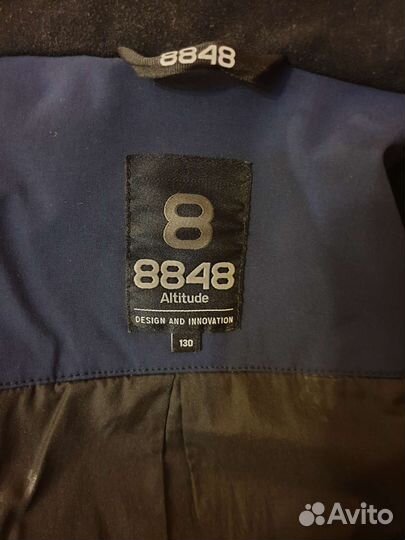 8848
8
8848
Altitude
DESIGN AND INNOVATION
130
Avito